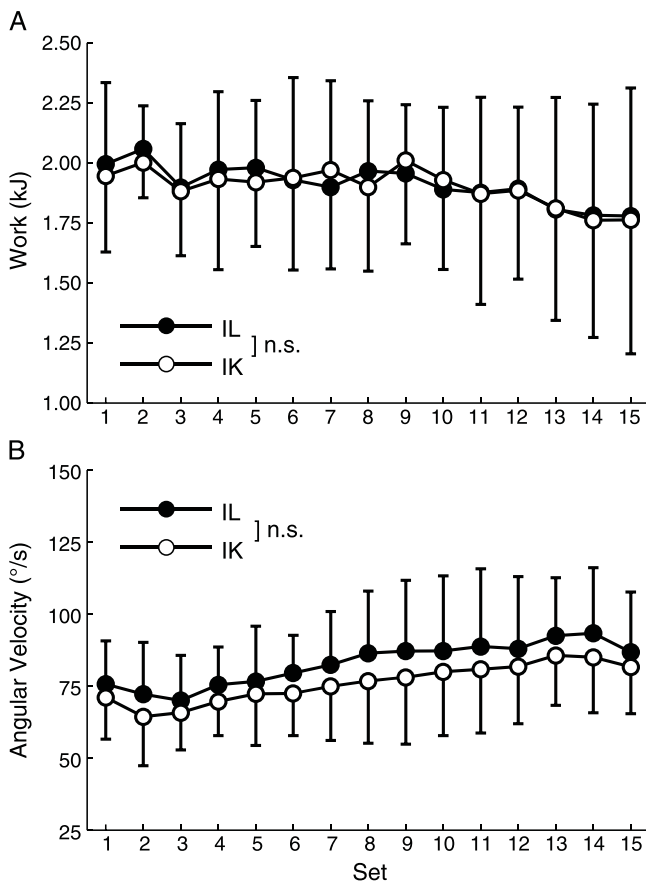 A
2.50
2.25
2.00
1.75
1.50
1.25
1.00
Work (kJ)
IL
IK
] n.s.
1 2 3 4 5 6 7 8 9 10 11 12 13 14 15
B
150
125
100
75
50
25
Angular Velocity (°/s)
IL
IK
] n.s.
1 2 3 4 5 6 7 8 9 10 11 12 13 14 15
Set